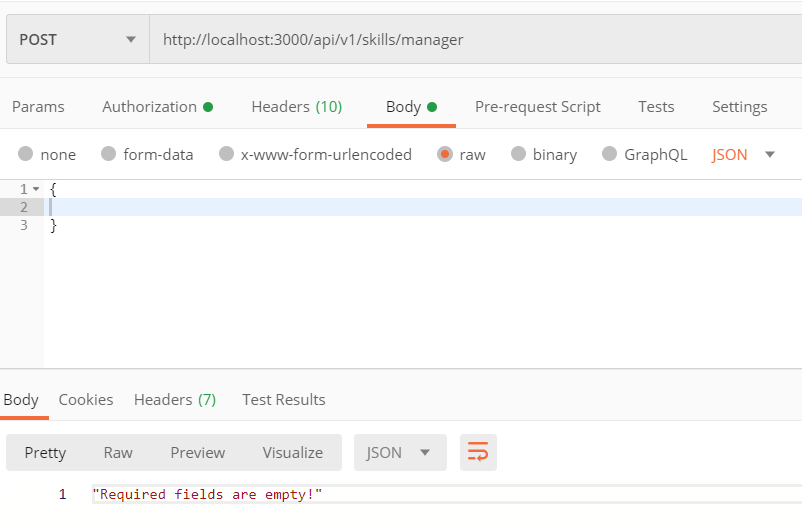 POST http://localhost:3000/api/v1/skills/manager
Params Authorization Headers (10) Body Pre-request Script Tests Settings
none form-data x-www-form-urlencoded raw binary GraphQL JSON
1 {
2
3 }
Body Cookies Headers (7) Test Results
Pretty Raw Preview Visualize JSON
1 "Required fields are empty!"